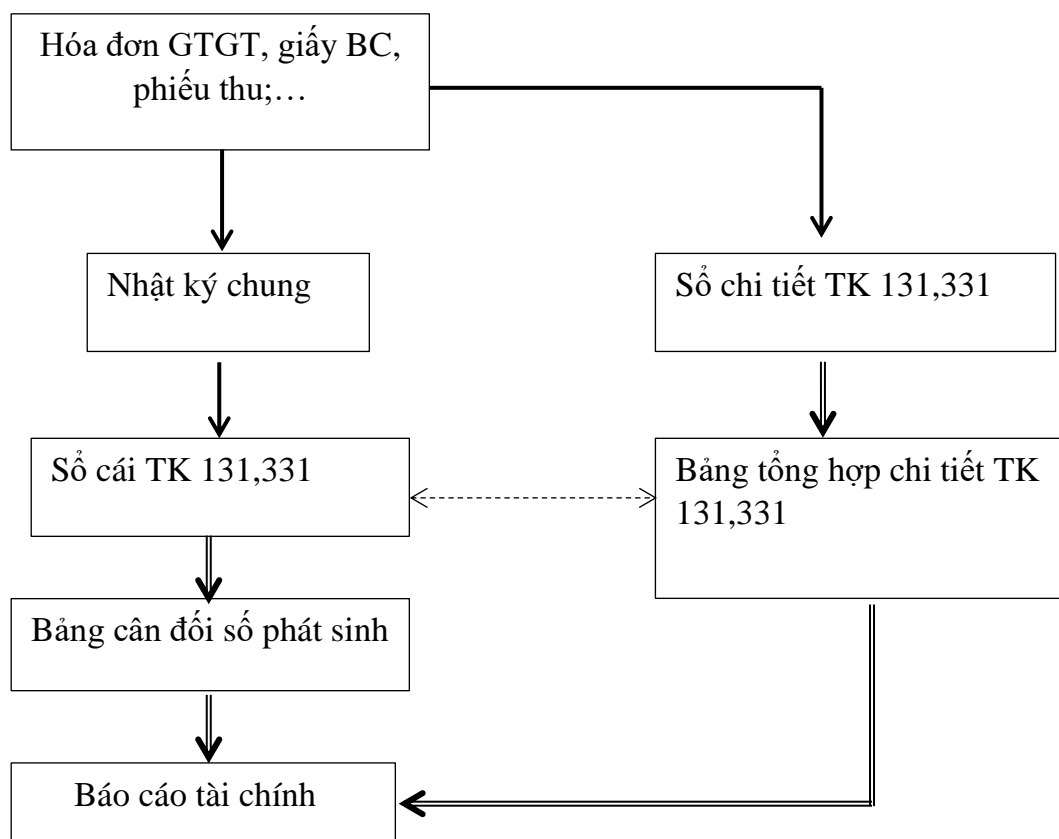 Hóa đơn GTGT, giấy BC,
phiếu thu;…
Nhật ký chung
Sổ chi tiết TK 131,331
Sổ cái TK 131,331
Bảng tổng hợp chi tiết TK
131,331
Bảng cân đối số phát sinh
Báo cáo tài chính